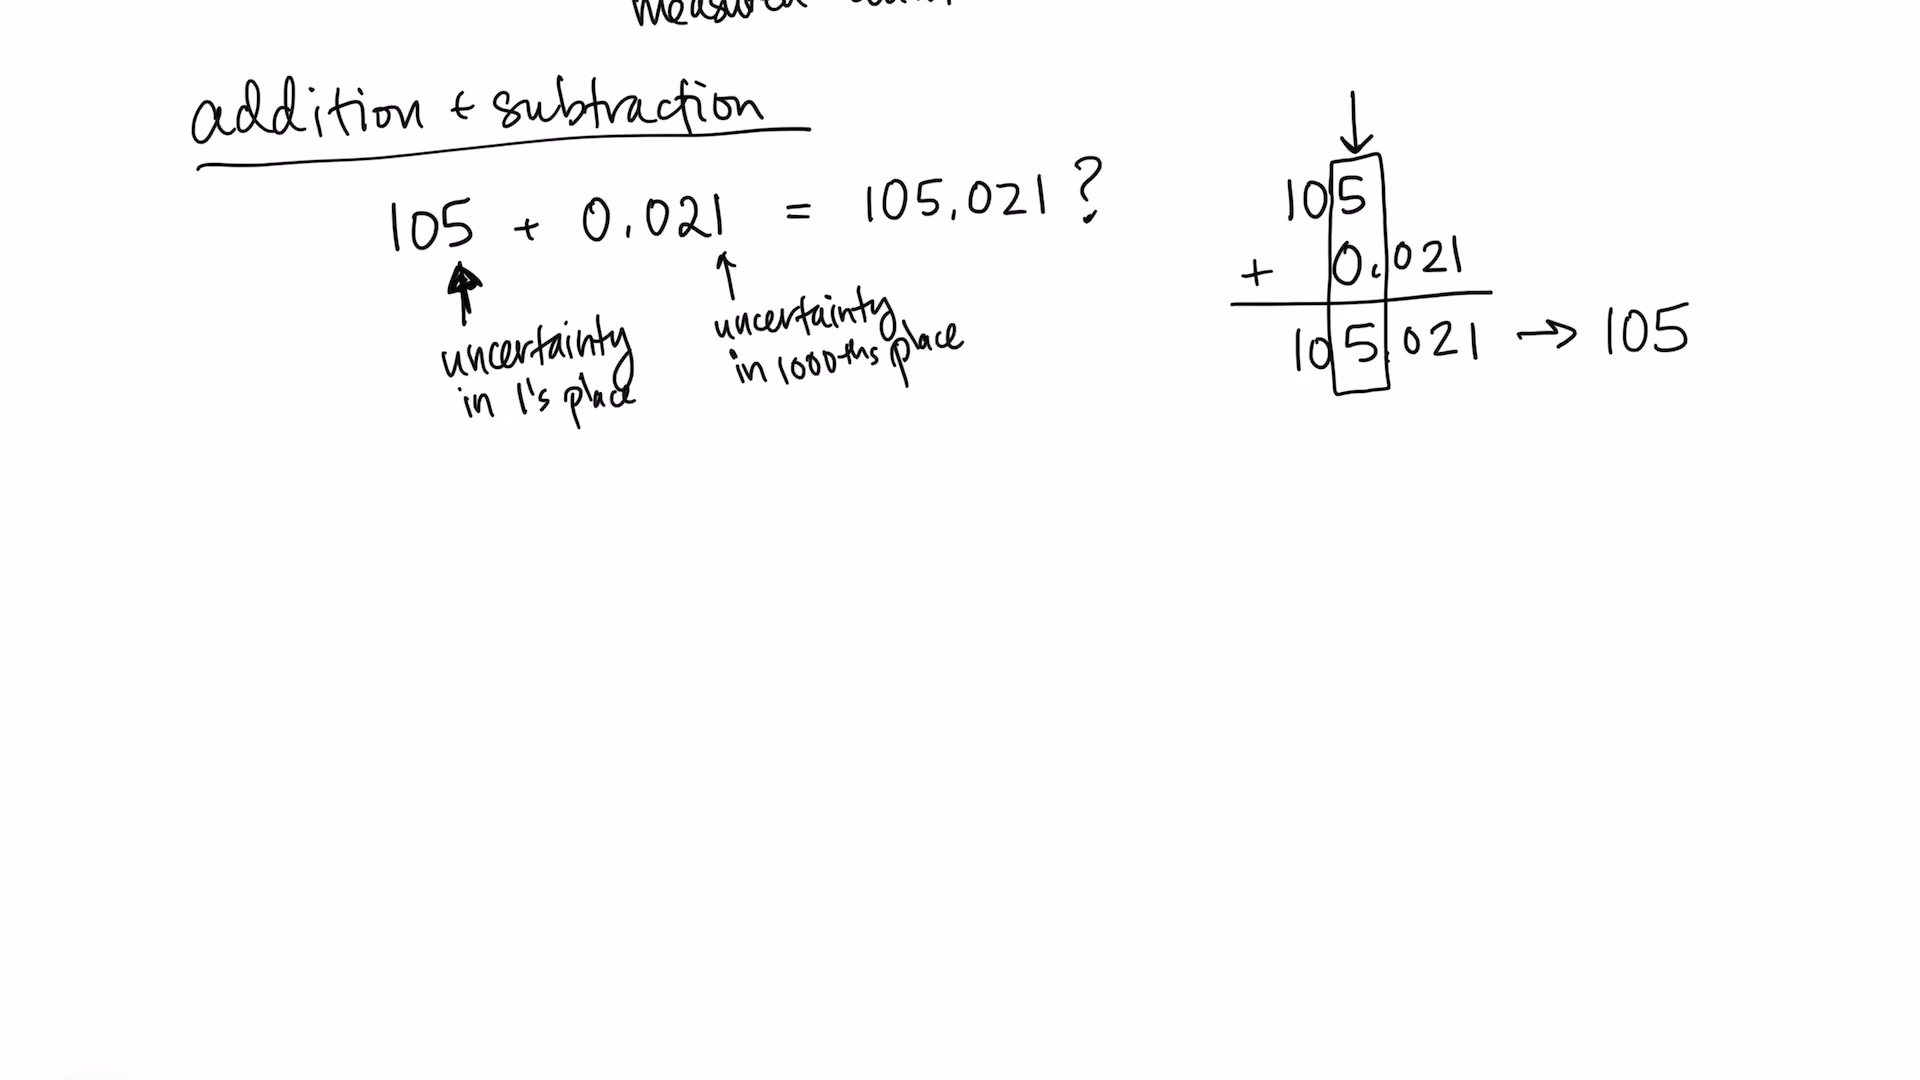 measured
addition + subtraction
105 + 0.021 = 105.021 ?
uncertainty
in 1's place
uncertainty
in 1000ths place
105
+ 0.021
105.021 → 105